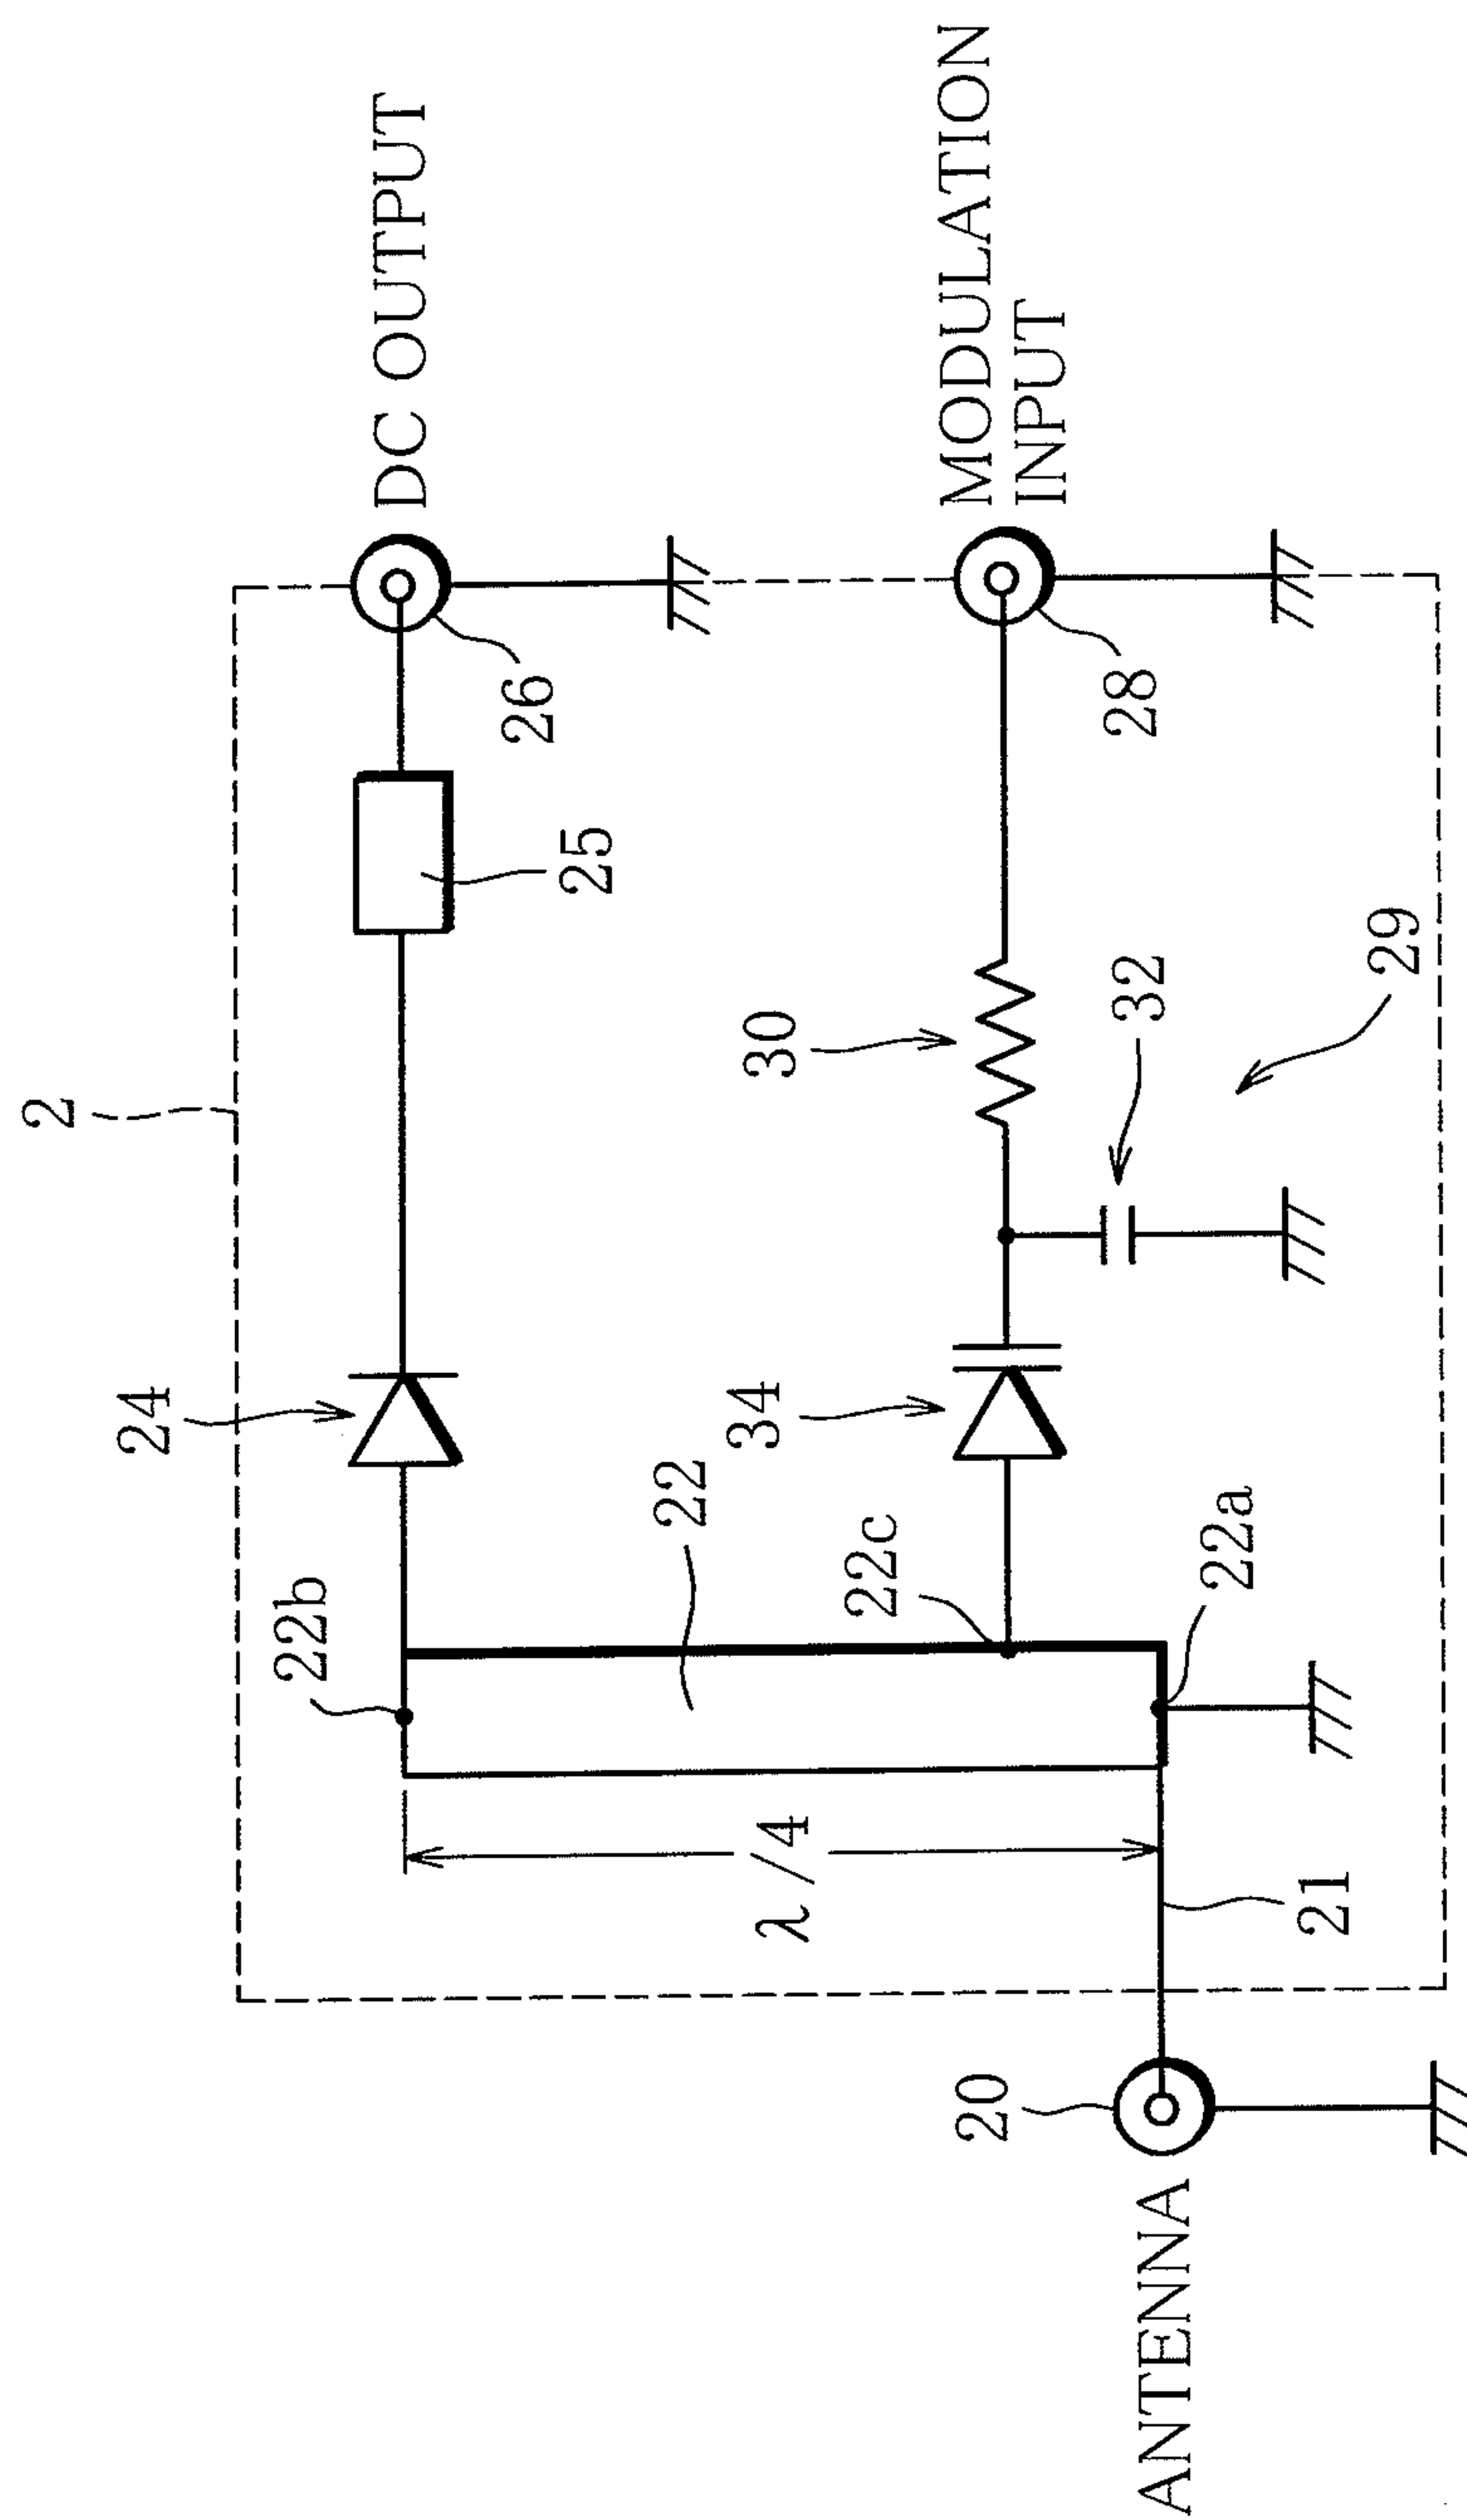 2
DC OUTPUT
26
25
24
22b
22
λ/4
MODULATION
INPUT
28
30
32
29
34
22c
22a
21
20
ANTENNA